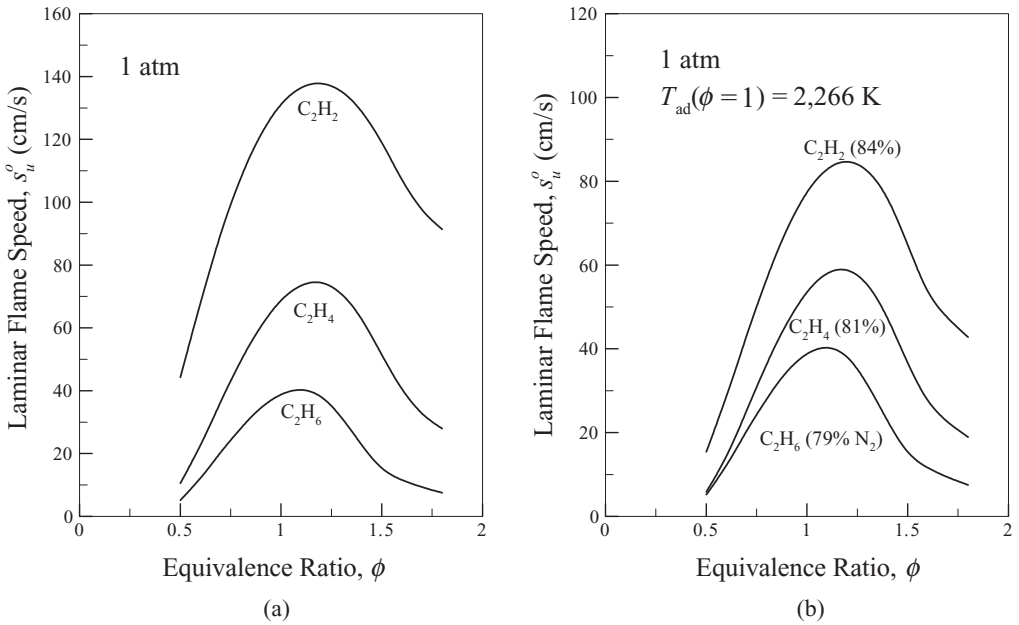 160
140
120
100
80
60
40
20
0
0
0.5
1
1.5
2
Laminar Flame Speed, s_u^o (cm/s)
Equivalence Ratio, ϕ
1 atm
C₂H₂
C₂H₄
C₂H₆
(a)
120
100
80
60
40
20
0
0
0.5
1
1.5
2
Laminar Flame Speed, s_u^o (cm/s)
Equivalence Ratio, ϕ
1 atm
T_ad(ϕ = 1) = 2,266 K
C₂H₂ (84%)
C₂H₄ (81%)
C₂H₆ (79% N₂)
(b)